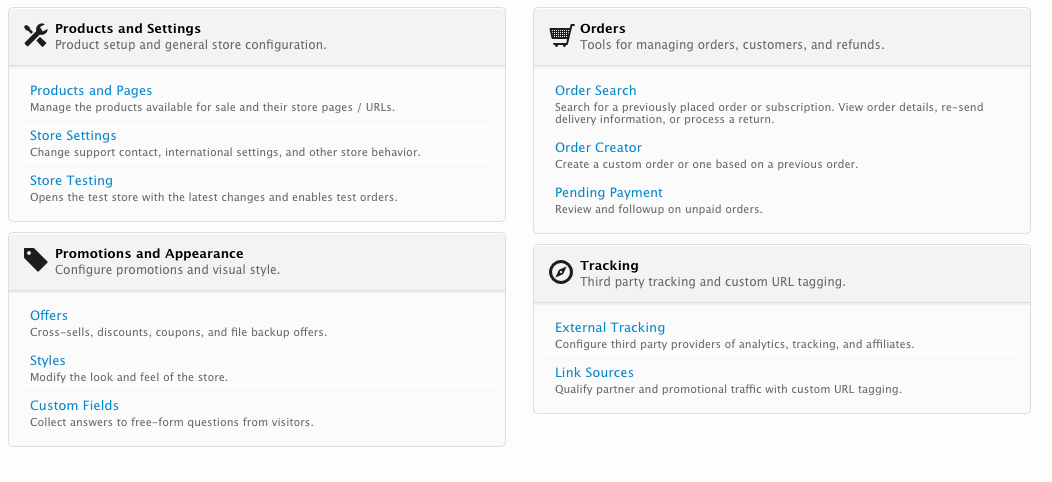 Products and Settings
Product setup and general store configuration.
Products and Pages
Manage the products available for sale and their store pages / URLs.
Store Settings
Change support contact, international settings, and other store behavior.
Store Testing
Opens the test store with the latest changes and enables test orders.
Promotions and Appearance
Configure promotions and visual style.
Offers
Cross-sells, discounts, coupons, and file backup offers.
Styles
Modify the look and feel of the store.
Custom Fields
Collect answers to free-form questions from visitors.
Orders
Tools for managing orders, customers, and refunds.
Order Search
Search for a previously placed order or subscription. View order details, re-send
delivery information, or process a return.
Order Creator
Create a custom order or one based on a previous order.
Pending Payment
Review and followup on unpaid orders.
Tracking
Third party tracking and custom URL tagging.
External Tracking
Configure third party providers of analytics, tracking, and affiliates.
Link Sources
Qualify partner and promotional traffic with custom URL tagging.